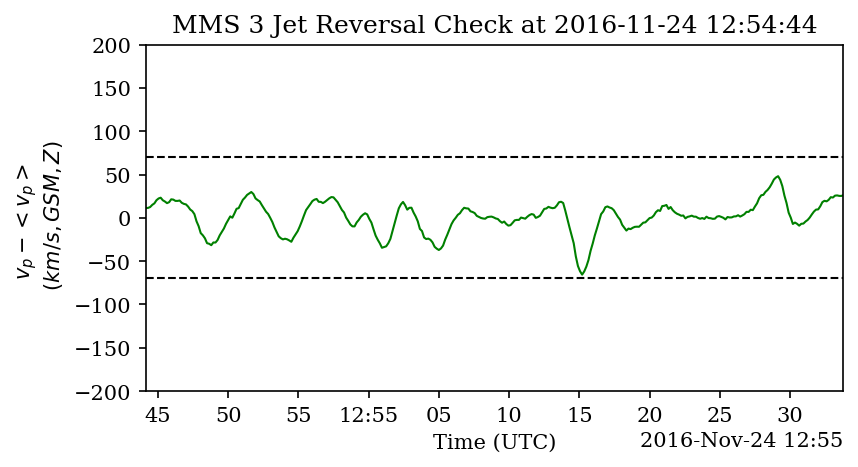 MMS 3 Jet Reversal Check at 2016-11-24 12:54:44
200
150
100
50
0
−50
−100
−150
−200
v_p − < v_p >
(km/s, GSM, Z)
45 50 55 12:55 05 10 15 20 25 30
Time (UTC)
2016-Nov-24 12:55